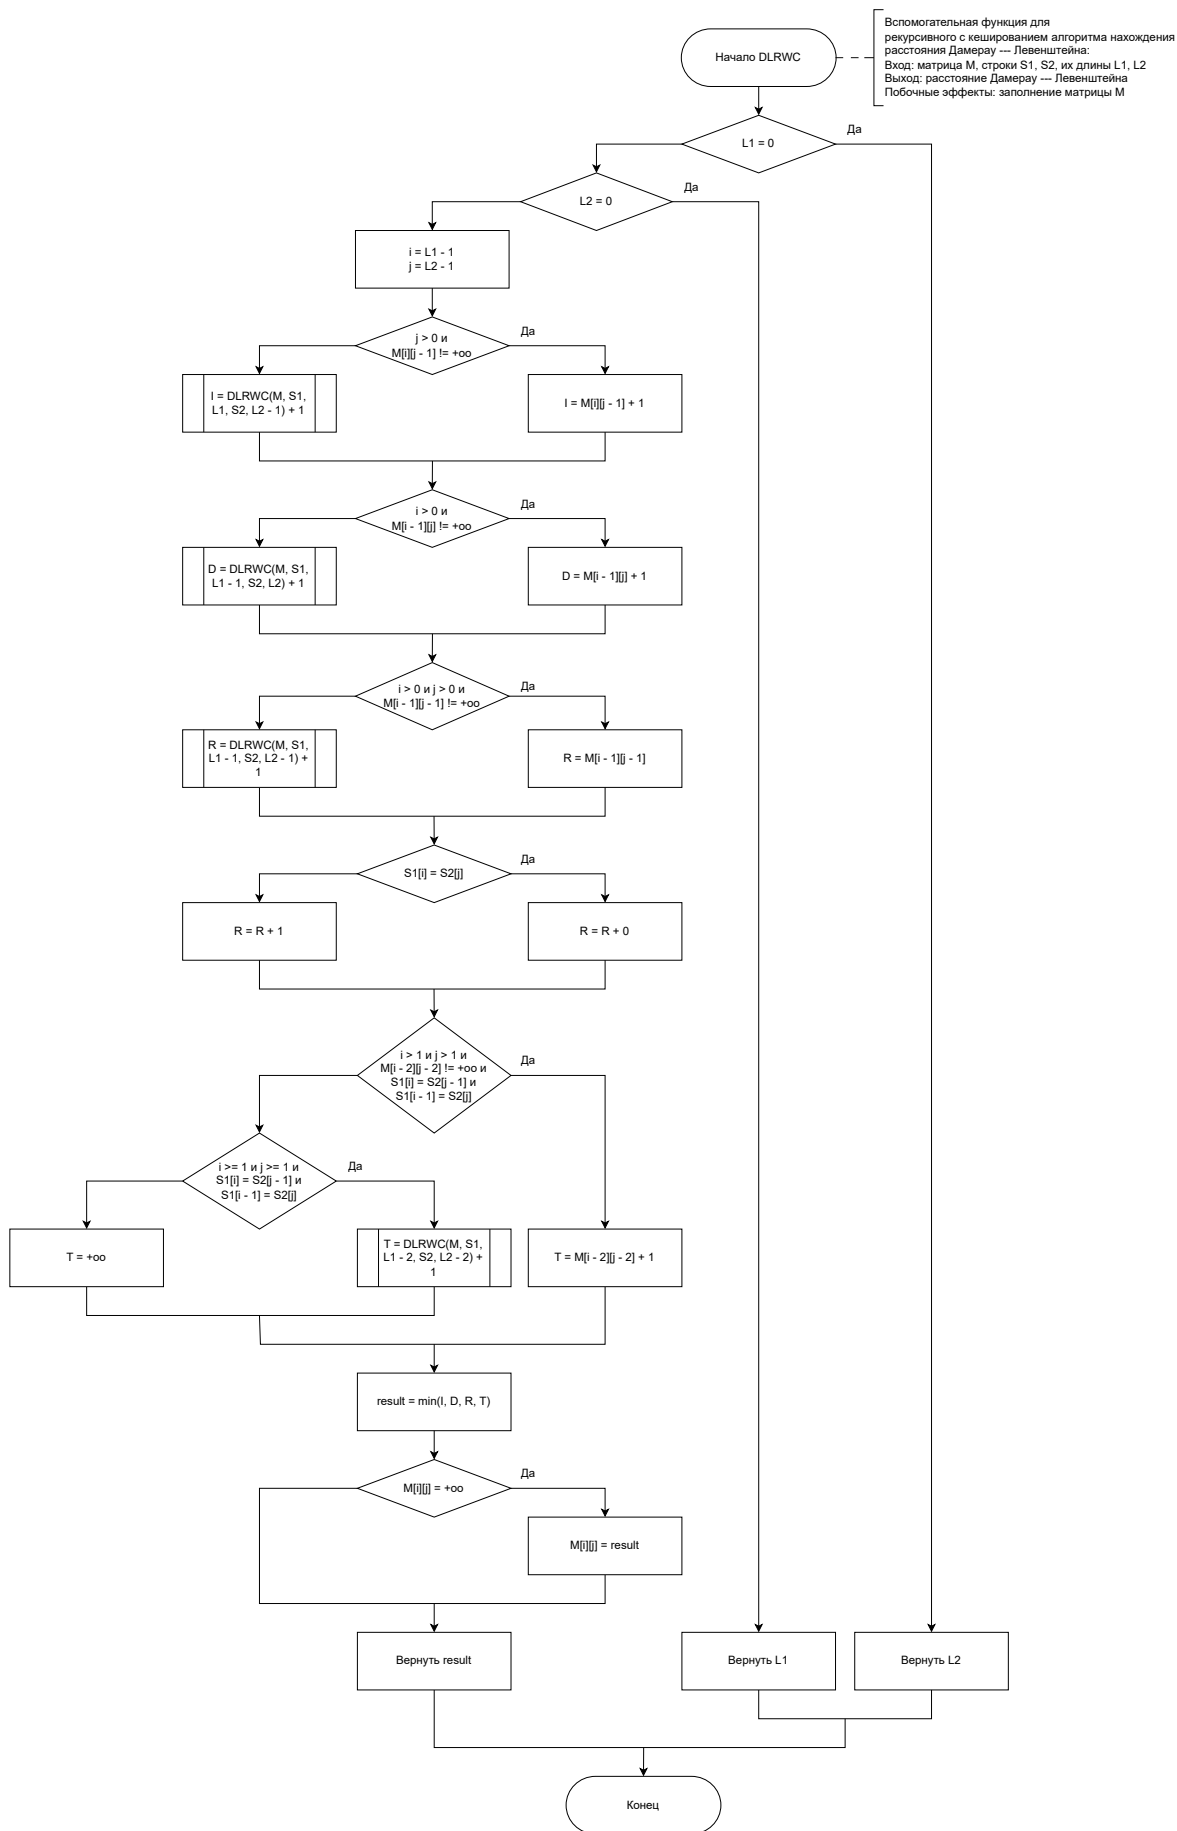 Начало DLRWC
Вспомогательная функция для
рекурсивного с кешированием алгоритма нахождения
расстояния Дамерау --- Левенштейна:
Вход: матрица M, строки S1, S2, их длины L1, L2
Выход: расстояние Дамерау --- Левенштейна
Побочные эффекты: заполнение матрицы M
L1 = 0
Да
L2 = 0
Да
i = L1 - 1
j = L2 - 1
j > 0 и
M[i][j - 1] != +oo
Да
I = DLRWC(M, S1,
L1, S2, L2 - 1) + 1
I = M[i][j - 1] + 1
i > 0 и
M[i - 1][j] != +oo
Да
D = DLRWC(M, S1,
L1 - 1, S2, L2) + 1
D = M[i - 1][j] + 1
i > 0 и j > 0 и
M[i - 1][j - 1] != +oo
Да
R = DLRWC(M, S1,
L1 - 1, S2, L2 - 1) +
1
R = M[i - 1][j - 1]
S1[i] = S2[j]
Да
R = R + 1
R = R + 0
i > 1 и j > 1 и
M[i - 2][j - 2] != +oo и
S1[i] = S2[j - 1] и
S1[i - 1] = S2[j]
Да
i >= 1 и j >= 1 и
S1[i] = S2[j - 1] и
S1[i - 1] = S2[j]
Да
T = +oo
T = DLRWC(M, S1,
L1 - 2, S2, L2 - 2) +
1
T = M[i - 2][j - 2] + 1
result = min(I, D, R, T)
M[i][j] = +oo
Да
M[i][j] = result
Вернуть result
Вернуть L1
Вернуть L2
Конец